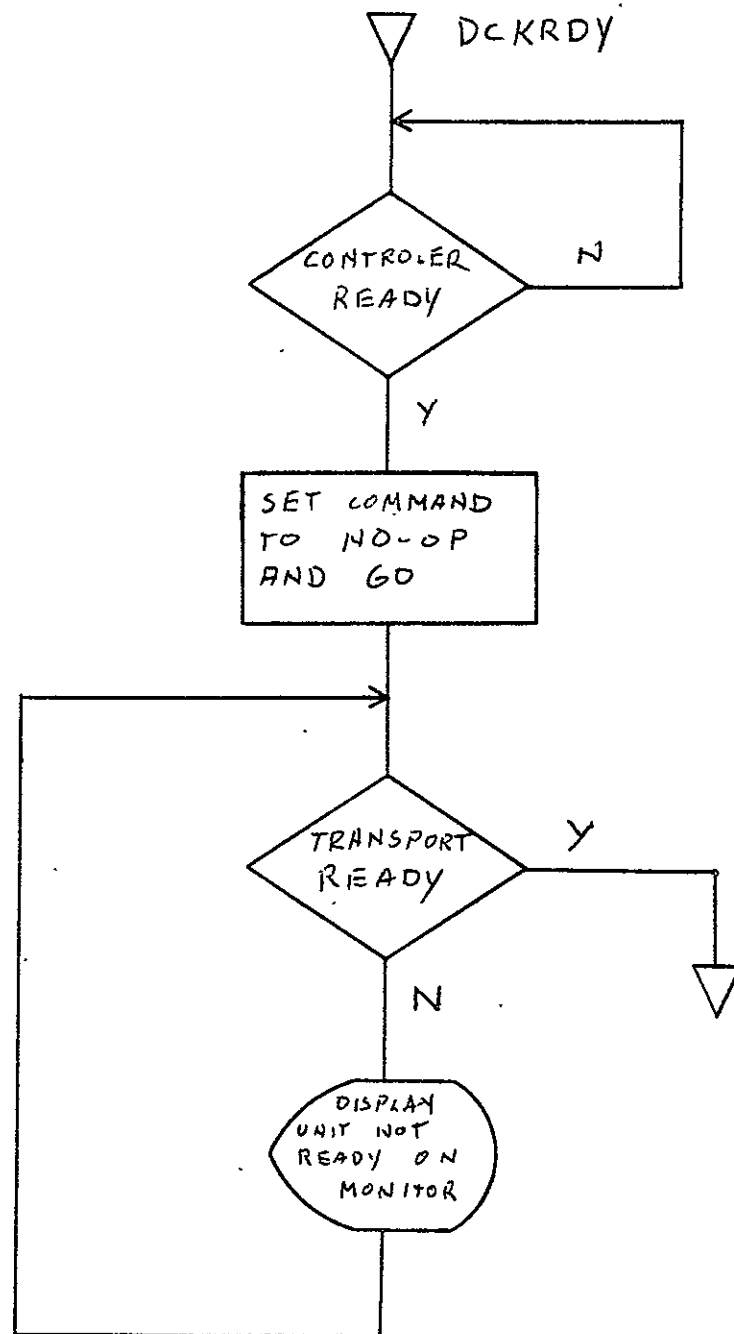 DCKRDY
CONTROLER
READY
N
Y
SET COMMAND
TO NO-OP
AND GO
TRANSPORT
READY
Y
N
DISPLAY
UNIT NOT
READY ON
MONITOR